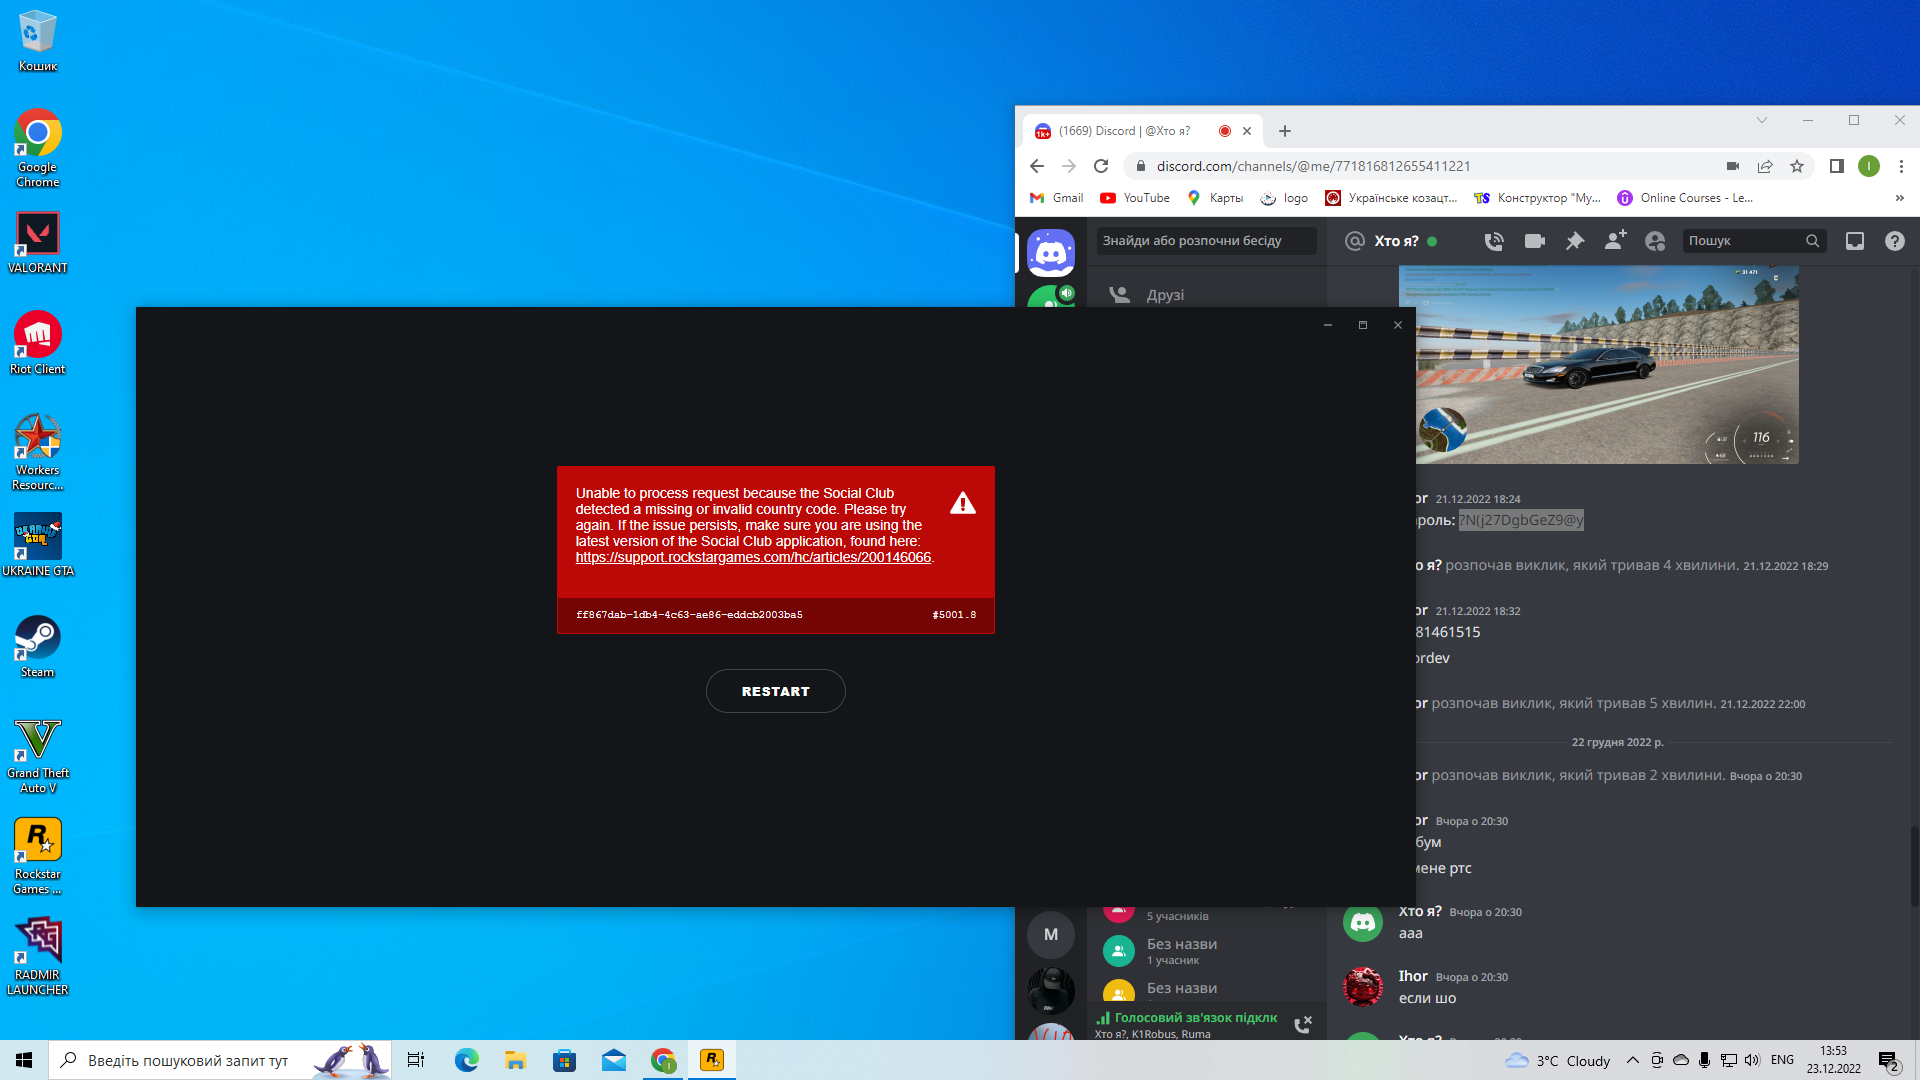 Кошик
Google
Chrome
VALORANT
Riot Client
Workers
Resourc...
UKRAINE GTA
Steam
Grand Theft
Auto V
Rockstar
Games ...
RADMIR
LAUNCHER
(1669) Discord | @Хто я?
discord.com/channels/@me/771816812655411221
Gmail
YouTube
Карты
logo
Українське козацт...
Конструктор "Му...
Online Courses - Le...
»
Знайди або розпочни бесіду
Хто я?
Пошук
Друзі
116
Unable to process request because the Social Club
detected a missing or invalid country code. Please try
again. If the issue persists, make sure you are using the
latest version of the Social Club application, found here:
https://support.rockstargames.com/hc/articles/200146066.
ff867dab-1db4-4c63-ae86-eddcb2003ba5 #5001.8
RESTART
or 21.12.2022 18:24
роль: ?N(j27DgbGeZ9@y
о я? розпочав виклик, який тривав 4 хвилини. 21.12.2022 18:29
or 21.12.2022 18:32
81461515
ordev
or розпочав виклик, який тривав 5 хвилин. 21.12.2022 22:00
22 грудня 2022 р.
or розпочав виклик, який тривав 2 хвилини. Вчора о 20:30
or Вчора о 20:30
бум
мене ртс
Хто я? Вчора о 20:30
ааа
Ihor Вчора о 20:30
если шо
M
5 учасників
Без назви
1 учасник
Без назви
Голосовий зв'язок підклк
Хто я?, K1Robus, Ruma
Введіть пошуковий запит тут
3°C Cloudy
ENG
13:53
23.12.2022
2